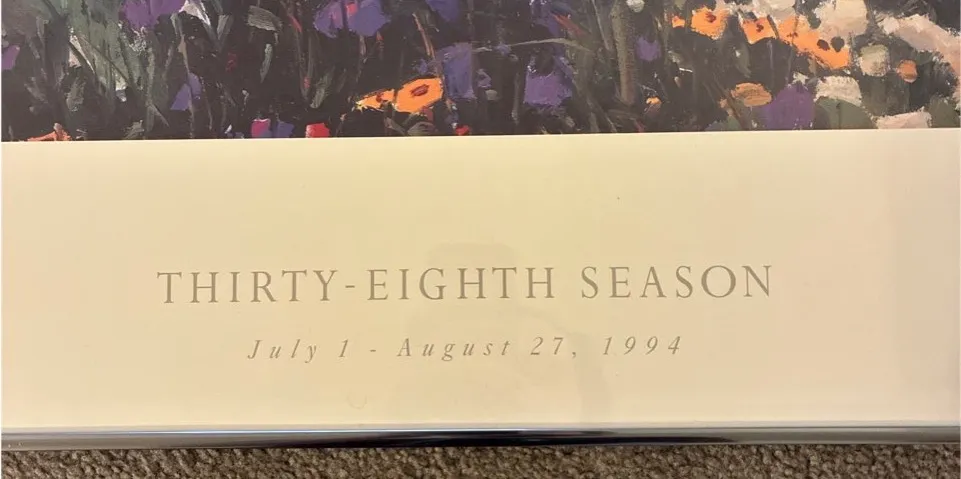 THIRTY-EIGHTH SEASON
July 1 - August 27, 1994